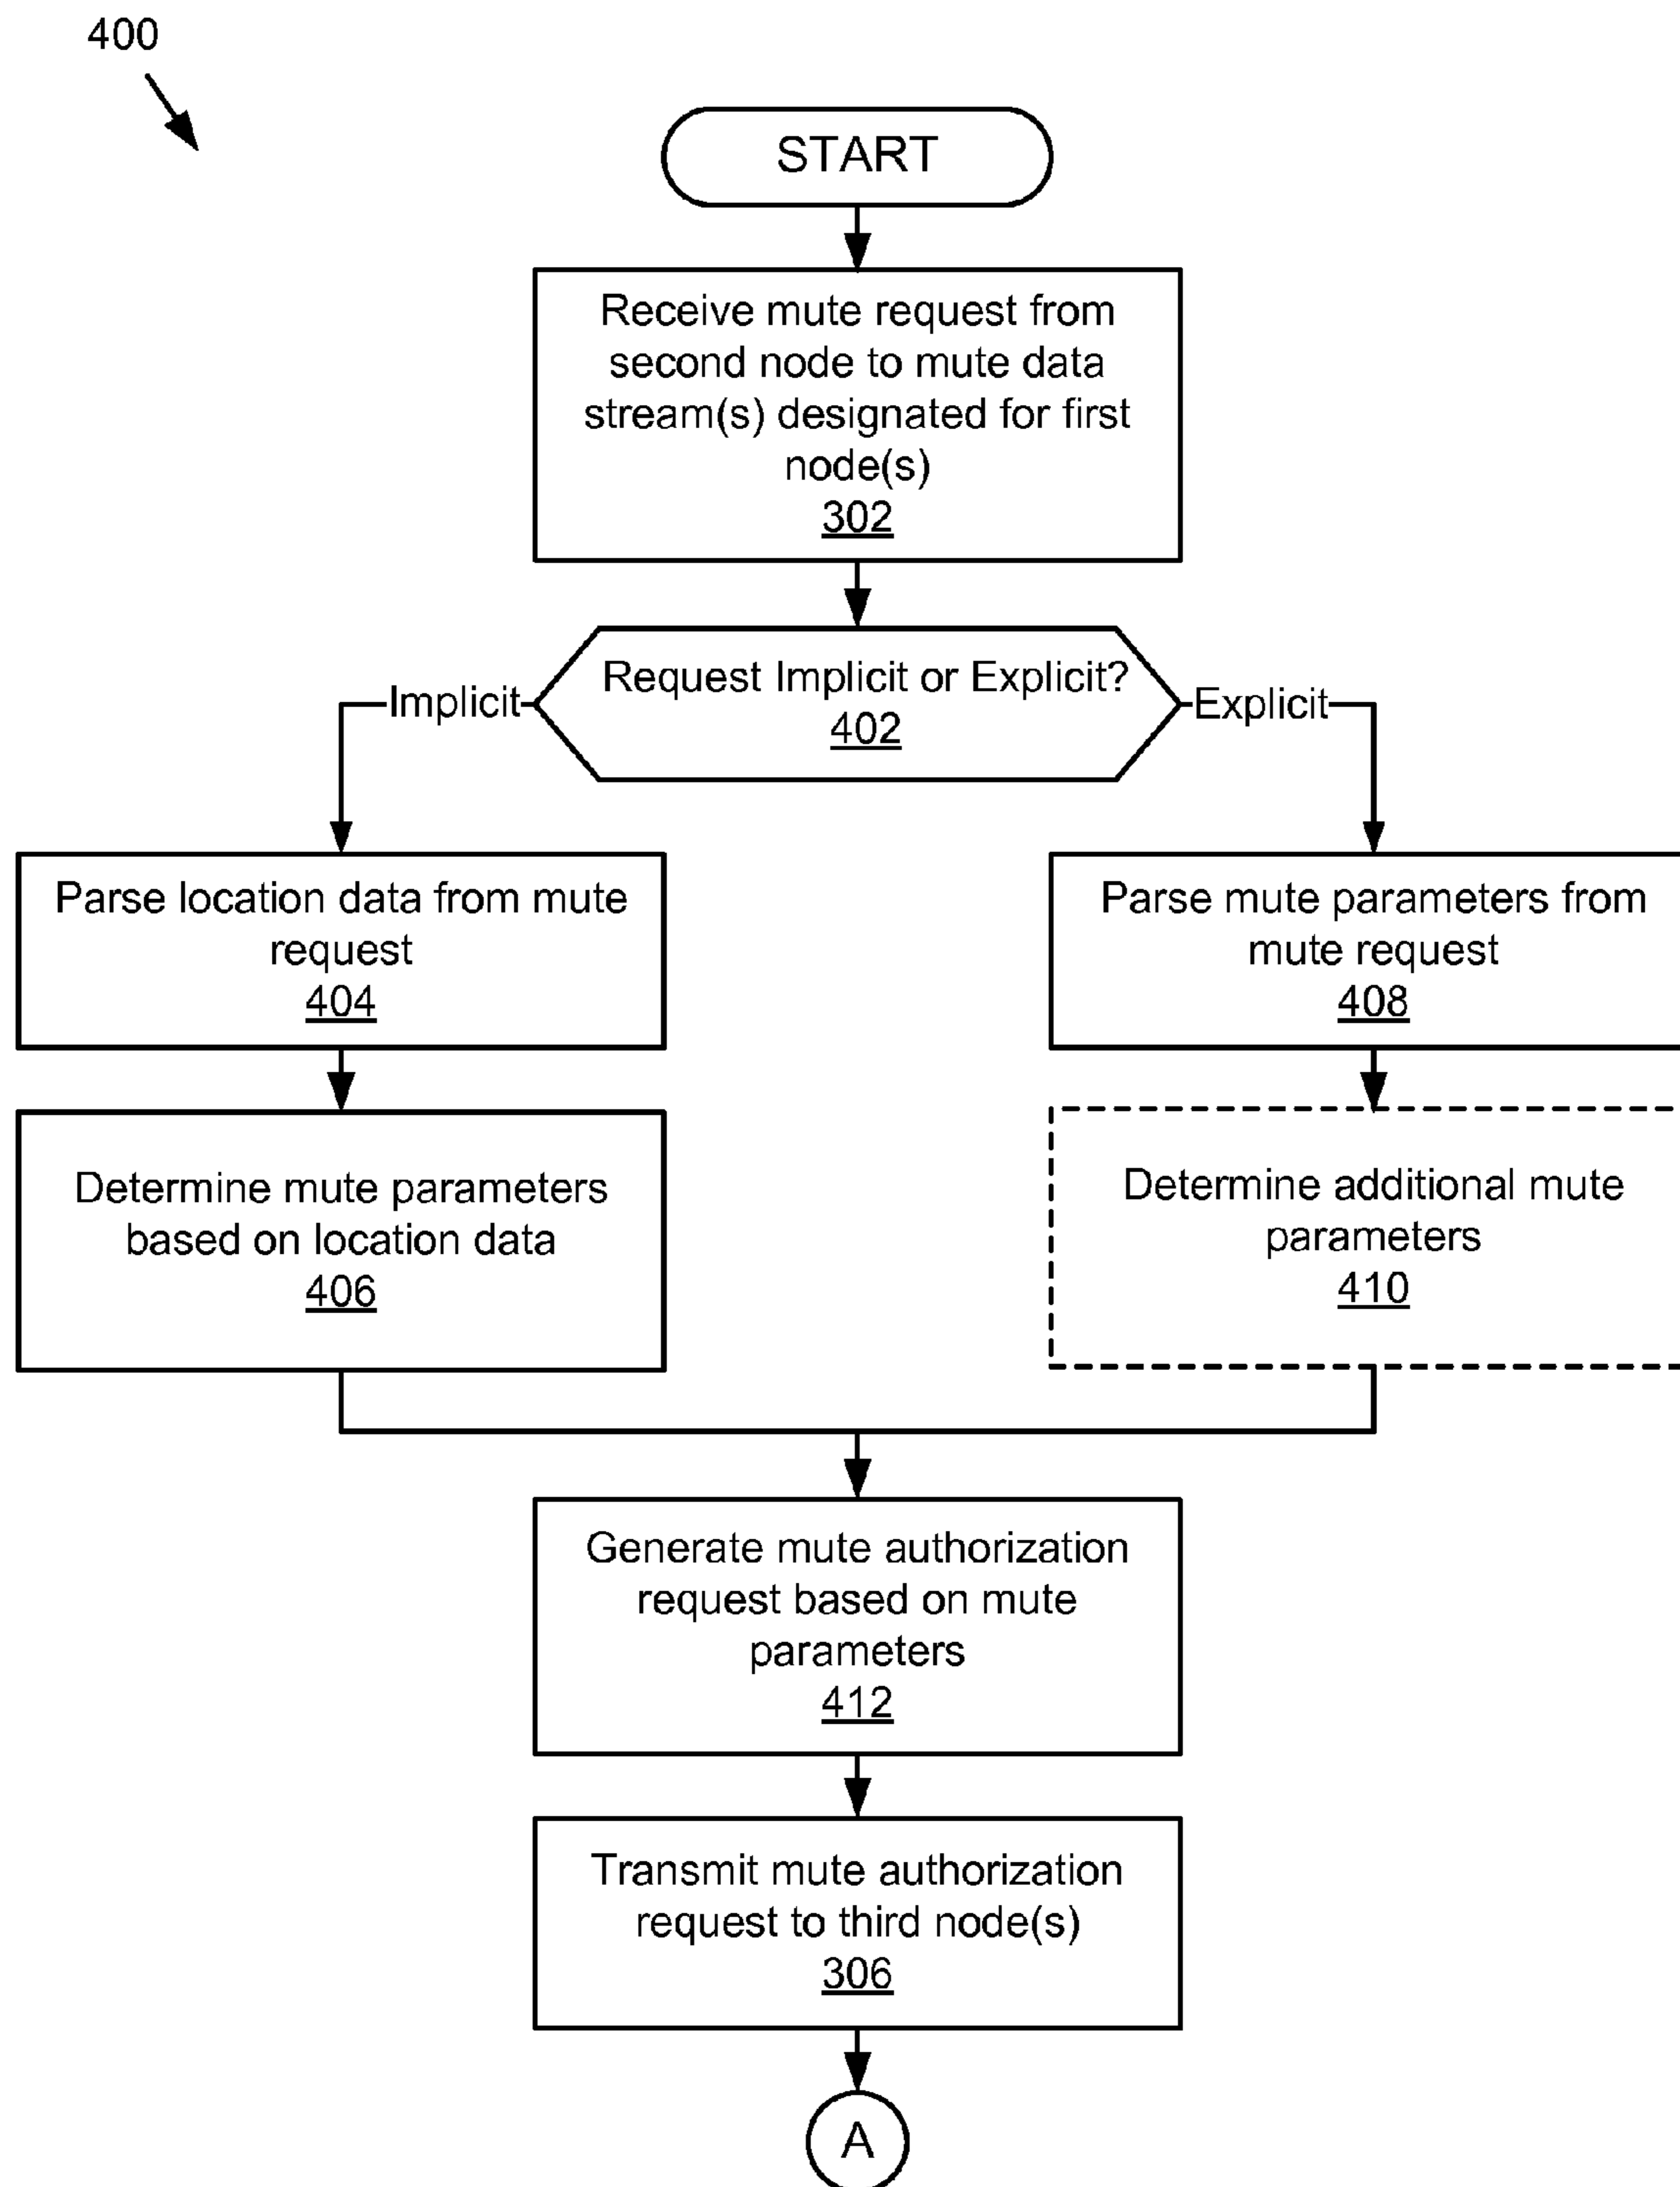 400
START
Receive mute request from
second node to mute data
stream(s) designated for first
node(s)
302
Request Implicit or Explicit?
402
Implicit
Explicit
Parse location data from mute
request
404
Parse mute parameters from
mute request
408
Determine mute parameters
based on location data
406
Determine additional mute
parameters
410
Generate mute authorization
request based on mute
parameters
412
Transmit mute authorization
request to third node(s)
306
A